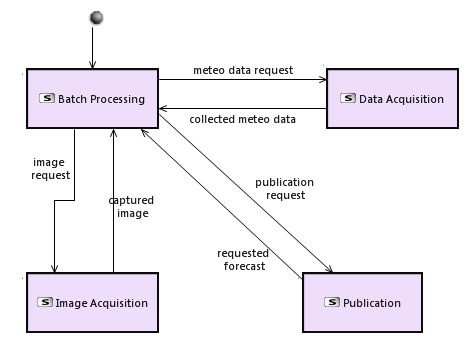 meteo data request
S Batch Processing
S Data Acquisition
collected meteo data
image
request
captured
image
publication
request
requested
forecast
S Image Acquisition
S Publication